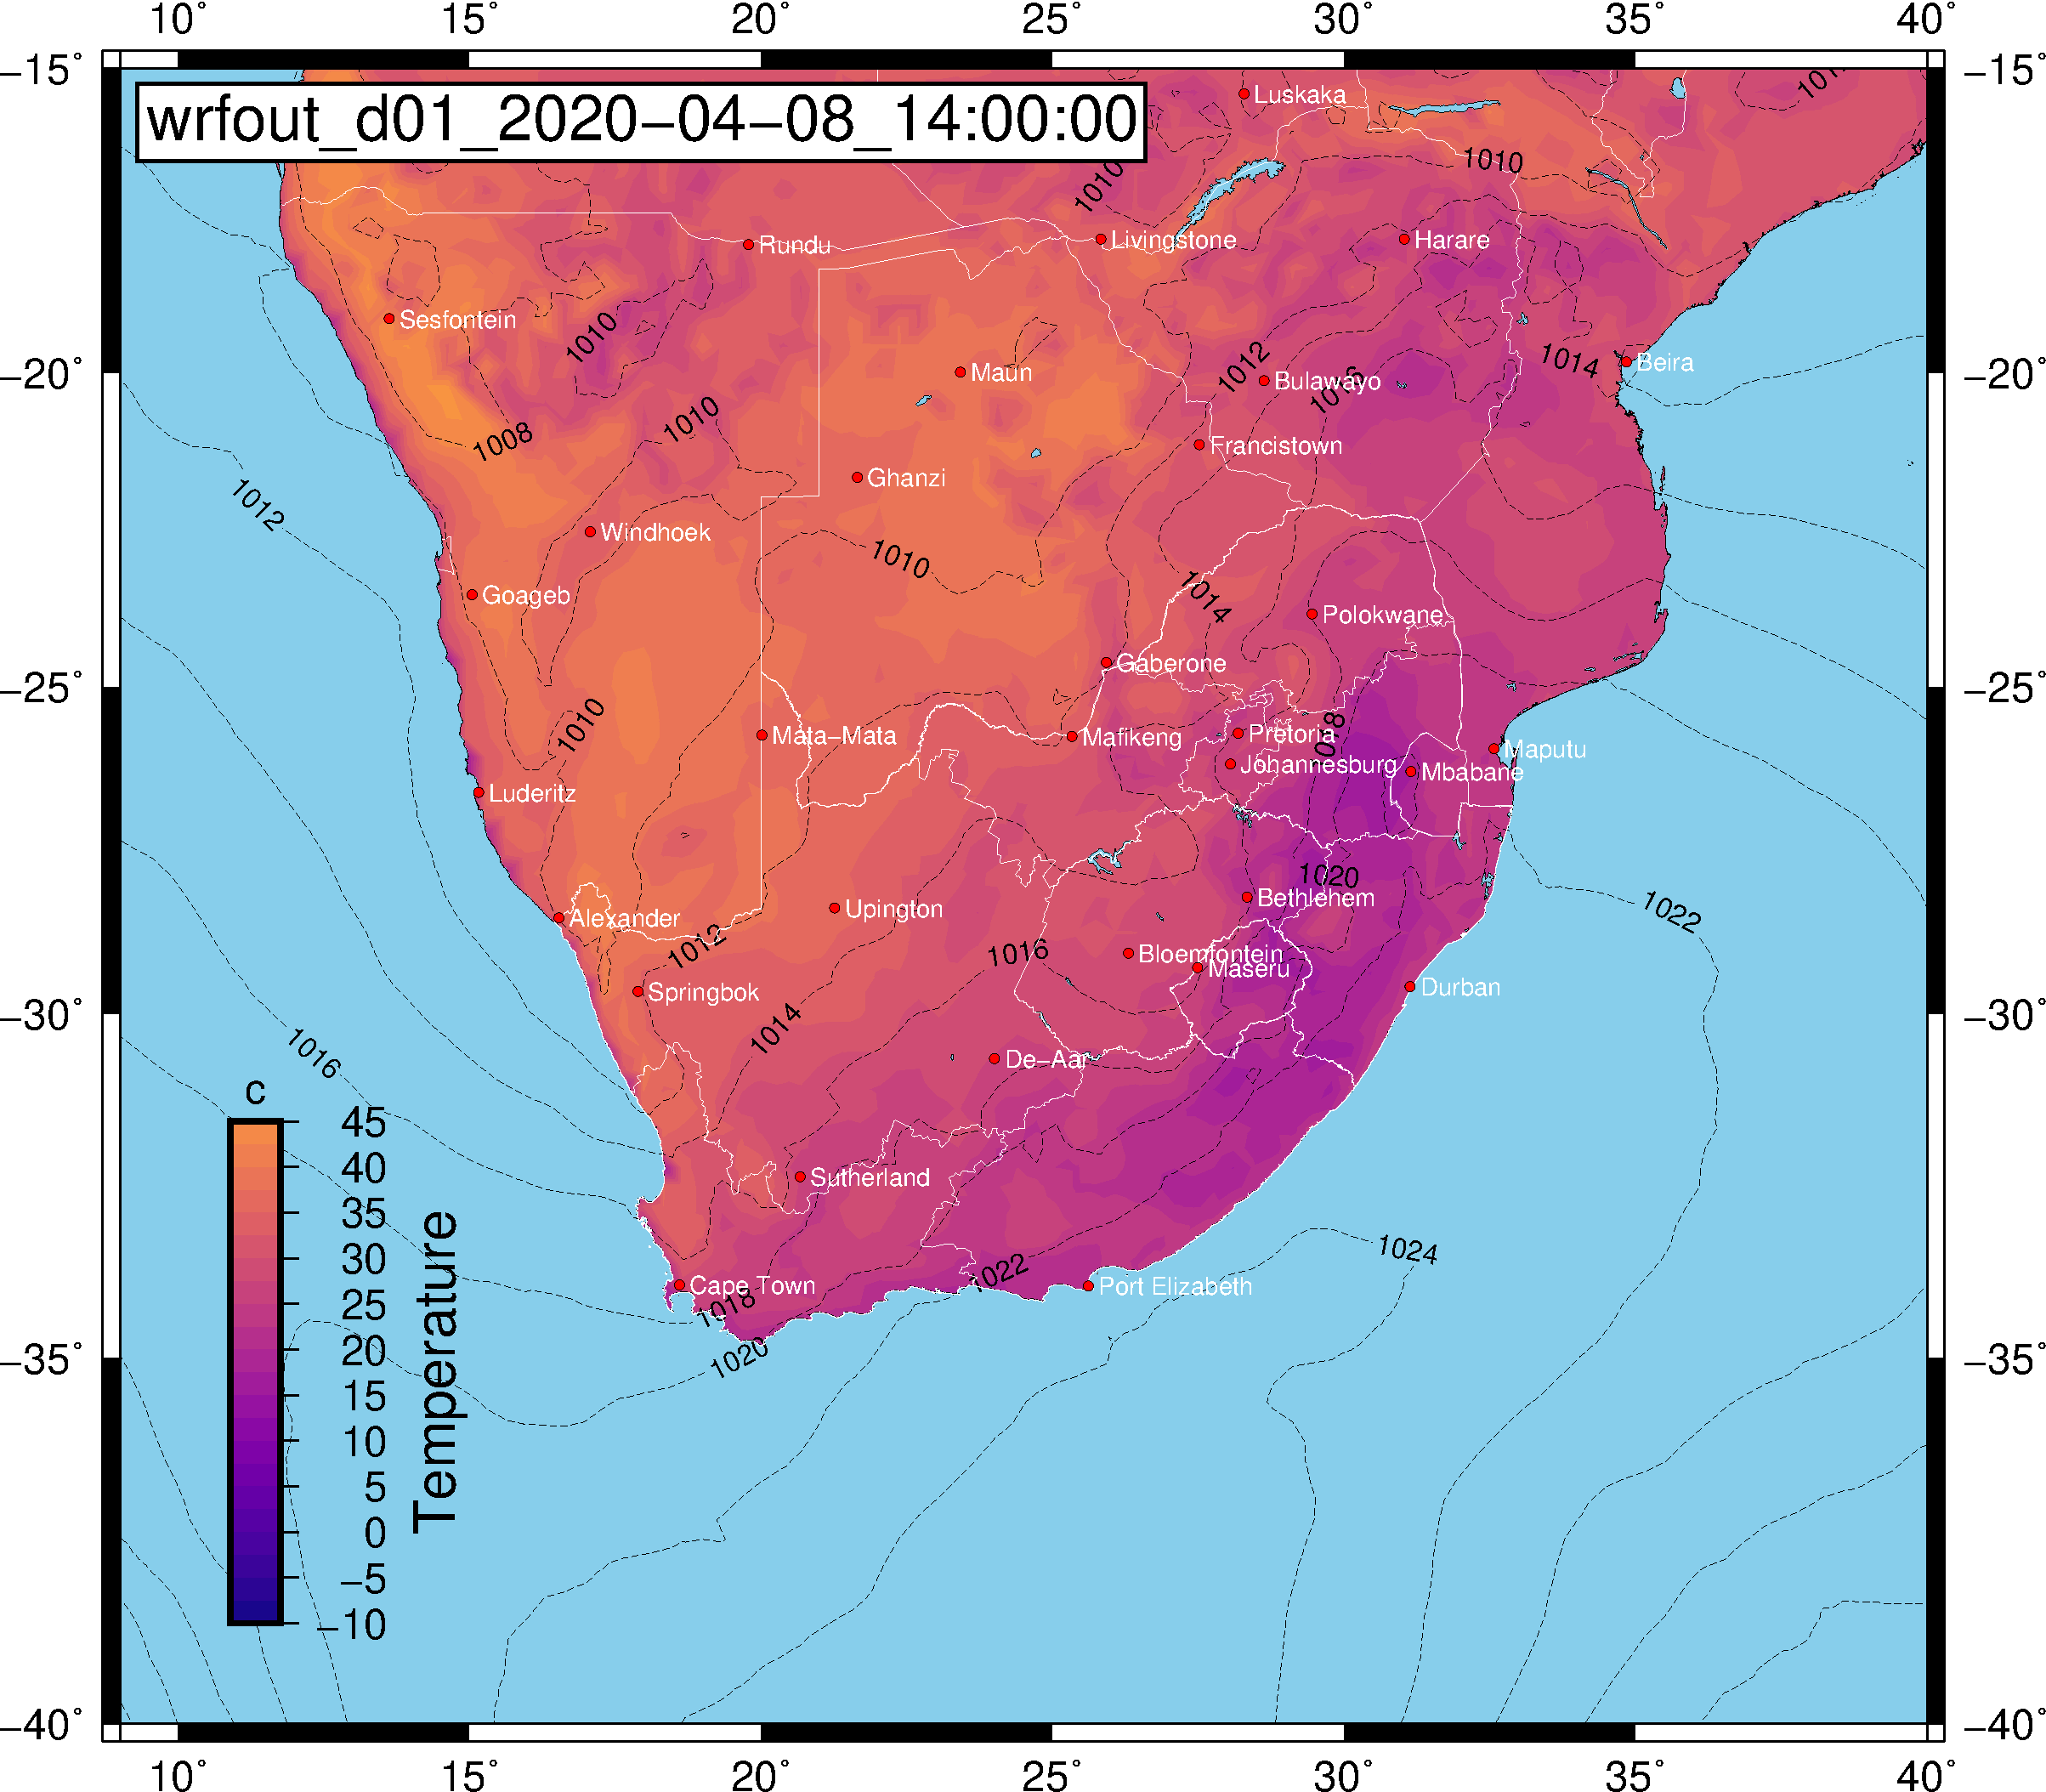 10° 15° 20° 25° 30° 35° 40°
−15° −15°
wrfout_d01_2020−04−08_14:00:00
Luskaka
1010
1010
Rundu
Livingstone
Harare
Sesfontein
1010
1012
1014
Beira
−20° −20°
Maun
Bulawayo
1016
1008
1010
Francistown
Ghanzi
1012
Windhoek
1010
Goageb
1014
Polokwane
Gaberone
−25° −25°
1010
Mata−Mata
Mafikeng
Pretoria
1018
Johannesburg
Mbabane
Maputu
Luderitz
1020
Bethlehem
1022
Alexander
Upington
1012
1016
Bloemfontein
Maseru
Springbok
Durban
−30° −30°
1014
1016
De−Aar
Sutherland
1024
Cape Town
1018
1022
Port Elizabeth
1020
−35° −35°
c
45
40
35
30
25
20
15
10
5
0
−5
−10
Temperature
−40° −40°
10° 15° 20° 25° 30° 35° 40°